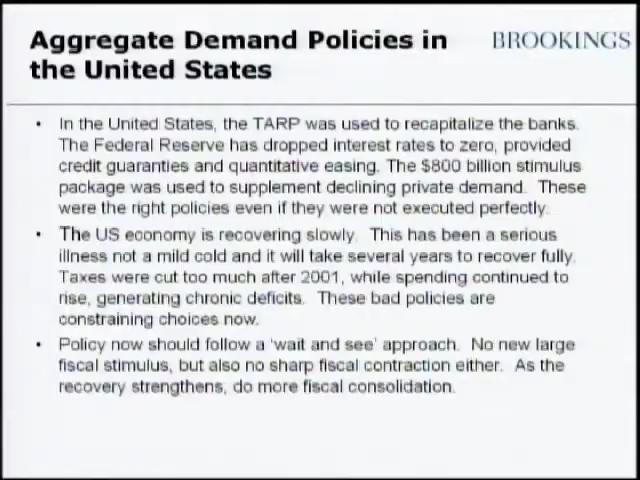 Aggregate Demand Policies in
the United States
BROOKINGS
• In the United States, the TARP was used to recapitalize the banks.
The Federal Reserve has dropped interest rates to zero, provided
credit guaranties and quantitative easing. The $800 billion stimulus
package was used to supplement declining private demand. These
were the right policies even if they were not executed perfectly.
• The US economy is recovering slowly. This has been a serious
illness not a mild cold and it will take several years to recover fully.
Taxes were cut too much after 2001, while spending continued to
rise, generating chronic deficits. These bad policies are
constraining choices now.
• Policy now should follow a 'wait and see' approach. No new large
fiscal stimulus, but also no sharp fiscal contraction either. As the
recovery strengthens, do more fiscal consolidation.